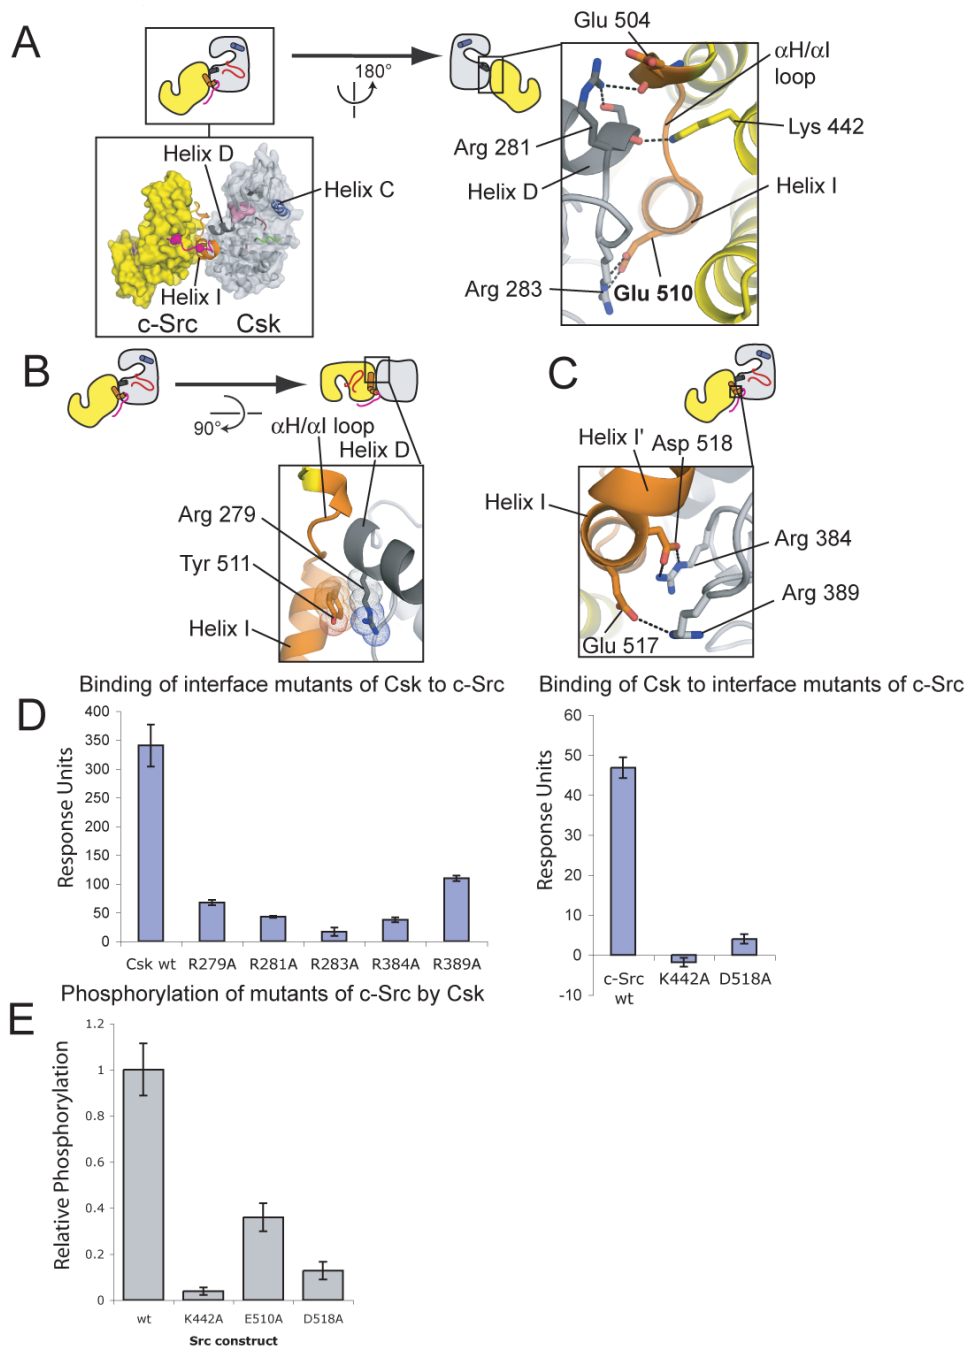 A
180°
Helix D
Helix C
Helix I
c-Src
Csk
Glu 504
αH/αI
loop
Lys 442
Arg 281
Helix D
Helix I
Arg 283
Glu 510
B
90°
αH/αI loop
Helix D
Arg 279
Tyr 511
Helix I
C
Helix I'
Asp 518
Helix I
Arg 384
Arg 389
Glu 517
D
Binding of interface mutants of Csk to c-Src
Response Units
400
350
300
250
200
150
100
50
0
Csk wt R279A R281A R283A R384A R389A
Binding of Csk to interface mutants of c-Src
Response Units
60
50
40
30
20
10
0
-10
c-Src
wt
K442A D518A
E
Phosphorylation of mutants of c-Src by Csk
Relative Phosphorylation
1.2
1
0.8
0.6
0.4
0.2
0
wt K442A E510A D518A
Src construct